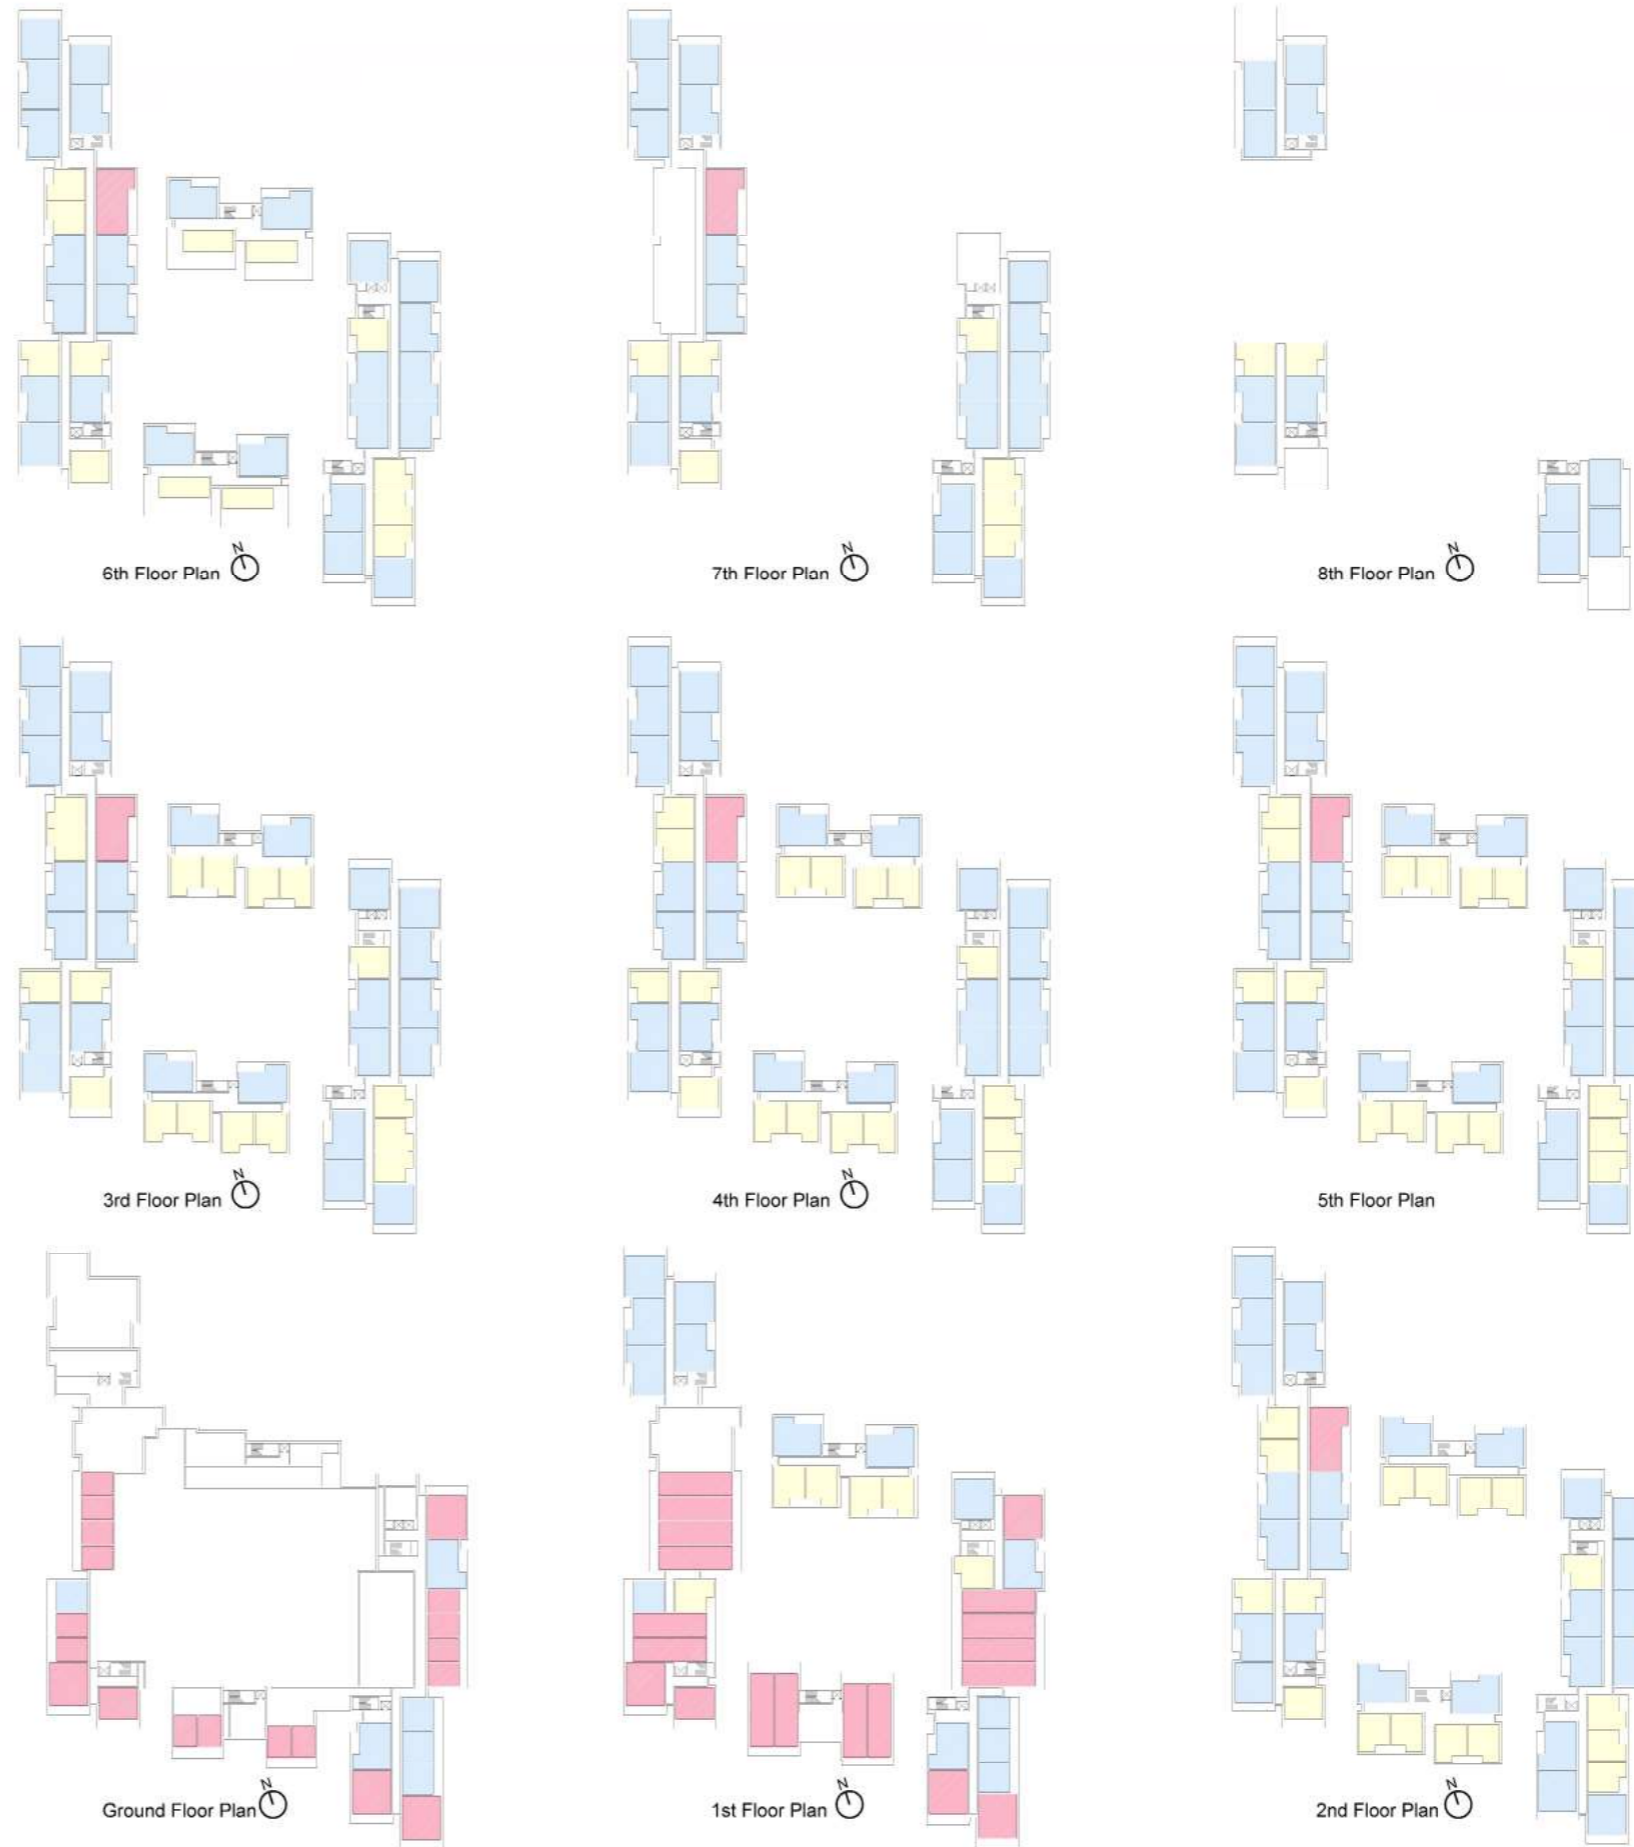 N
N
N
6th Floor Plan
7th Floor Plan
8th Floor Plan
N
N
3rd Floor Plan
4th Floor Plan
5th Floor Plan
N
N
N
Ground Floor Plan
1st Floor Plan
2nd Floor Plan